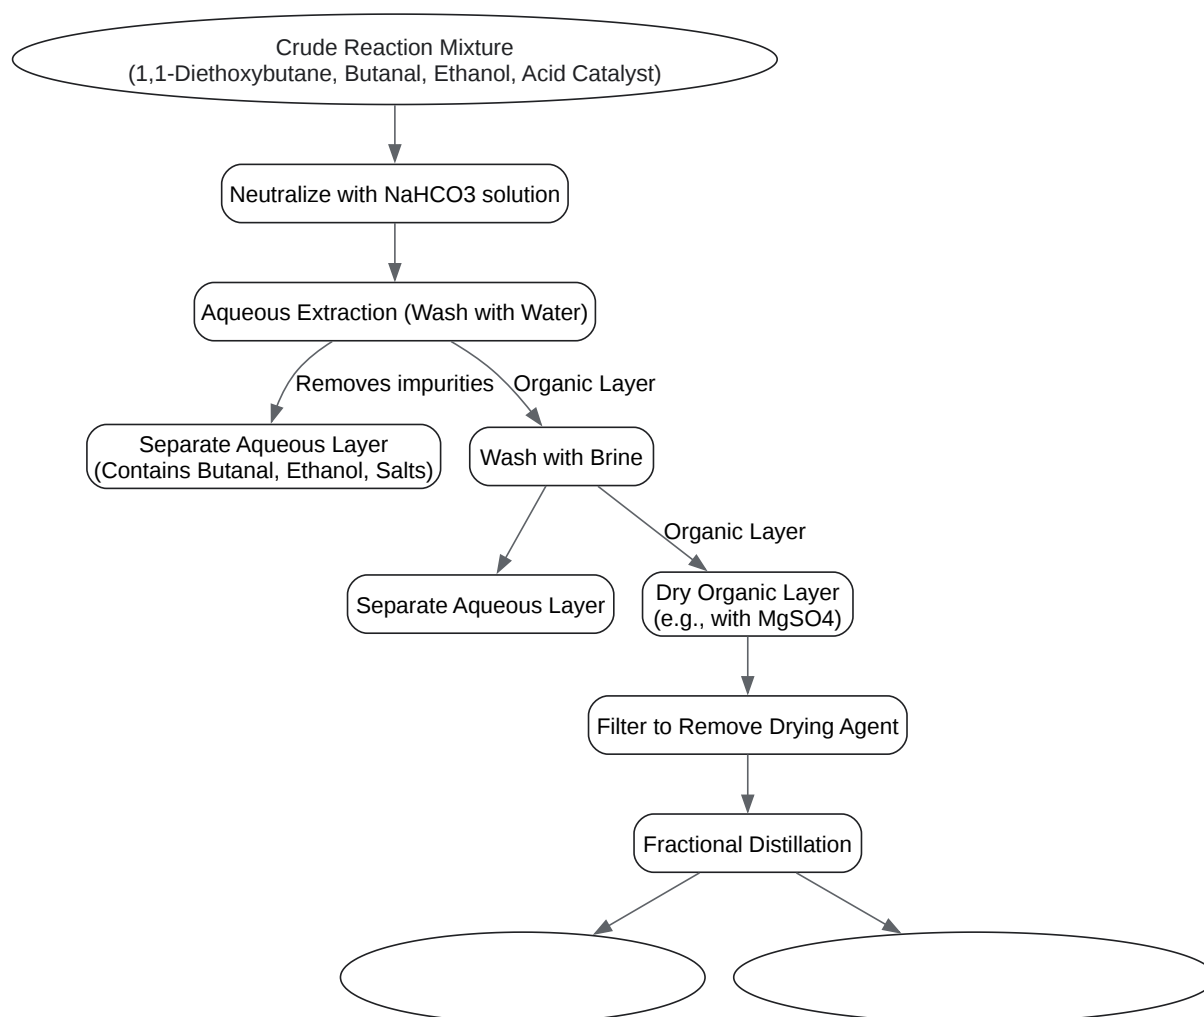 Crude Reaction Mixture
(1,1-Diethoxybutane, Butanal, Ethanol, Acid Catalyst)
Neutralize with NaHCO3 solution
Aqueous Extraction (Wash with Water)
Removes impurities
Organic Layer
Separate Aqueous Layer
(Contains Butanal, Ethanol, Salts)
Wash with Brine
Organic Layer
Separate Aqueous Layer
Dry Organic Layer
(e.g., with MgSO4)
Filter to Remove Drying Agent
Fractional Distillation